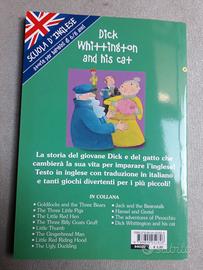 SCUOLA D'INGLESE
Dick
Whittington
and his cat
La storia del giovane Dick e del gatto che
cambierà la sua vita per imparare l'inglese!
Testo in inglese con traduzione in italiano
e tanti giochi divertenti per i più piccoli!
IN COLLANA
• Goldilocks and the Three Bears
• The Three Little Pigs
• The Little Red Hen
• The Three Billy Goats Gruff
• Little Thumb
• The Gingerbread Man
• Little Red Riding Hood
• The Ugly Duckling
• Jack and the Beanstalk
• Hansel and Gretel
• The adventures of Pinocchio
• Dick Whittington and his cat